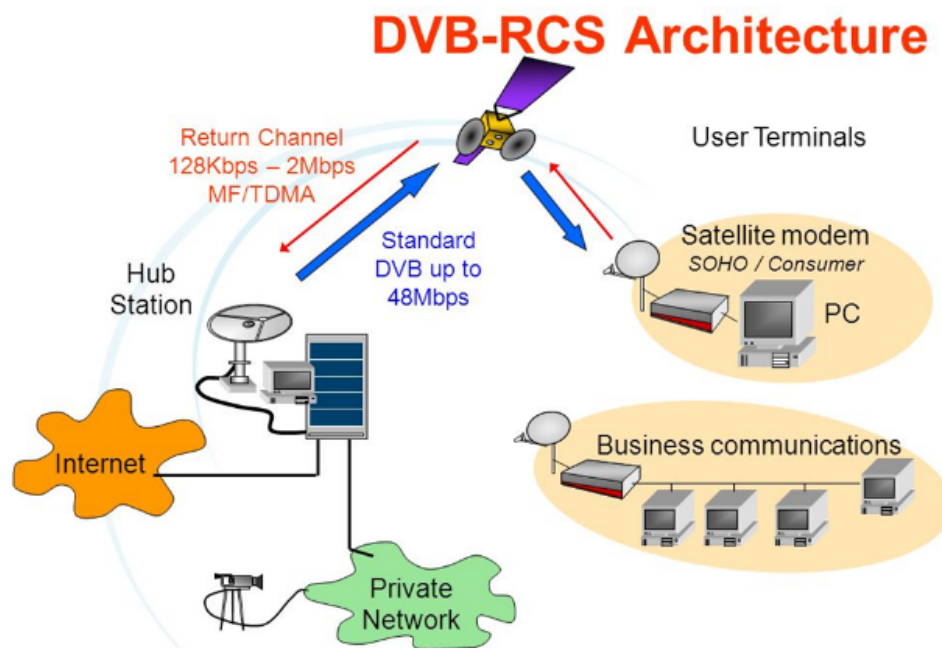 DVB-RCS Architecture
Return Channel
128Kbps – 2Mbps
MF/TDMA
User Terminals
Standard
DVB up to
48Mbps
Satellite modem
SOHO / Consumer
PC
Hub
Station
Internet
Business communications
Private
Network